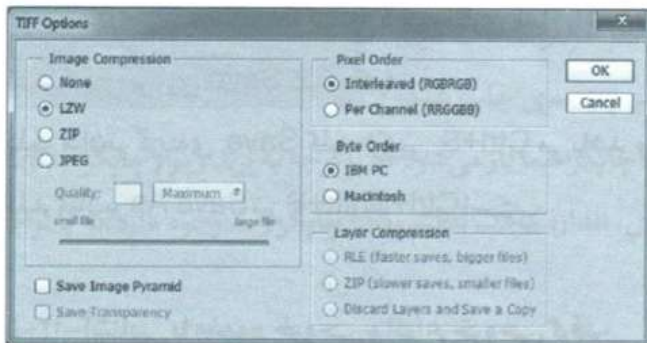 TIFF Options
Image Compression
None
LZW
ZIP
JPEG
Quality:
Maximum
small file
large file
Save Image Pyramid
Save Transparency
Pixel Order
Interleaved (RGBRGB)
Per Channel (RRGGBB)
Byte Order
IBM PC
Macintosh
Layer Compression
RLE (faster saves, bigger files)
ZIP (slower saves, smaller files)
Discard Layers and Save a Copy
OK
Cancel